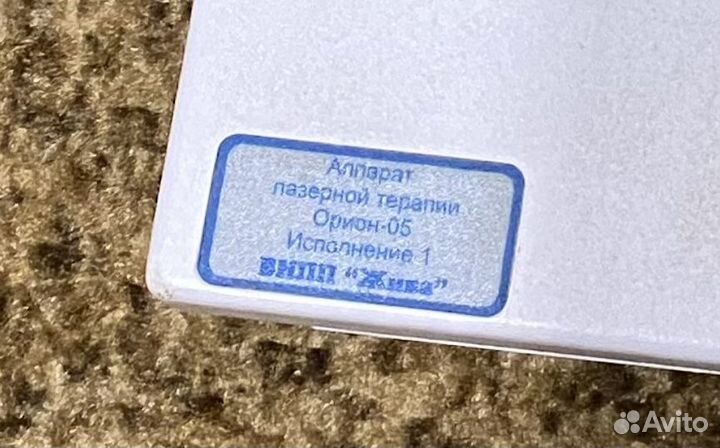 Аппарат
лазерной терапии
Орион-05
Исполнение 1
ВНПП "Жива"
Avito